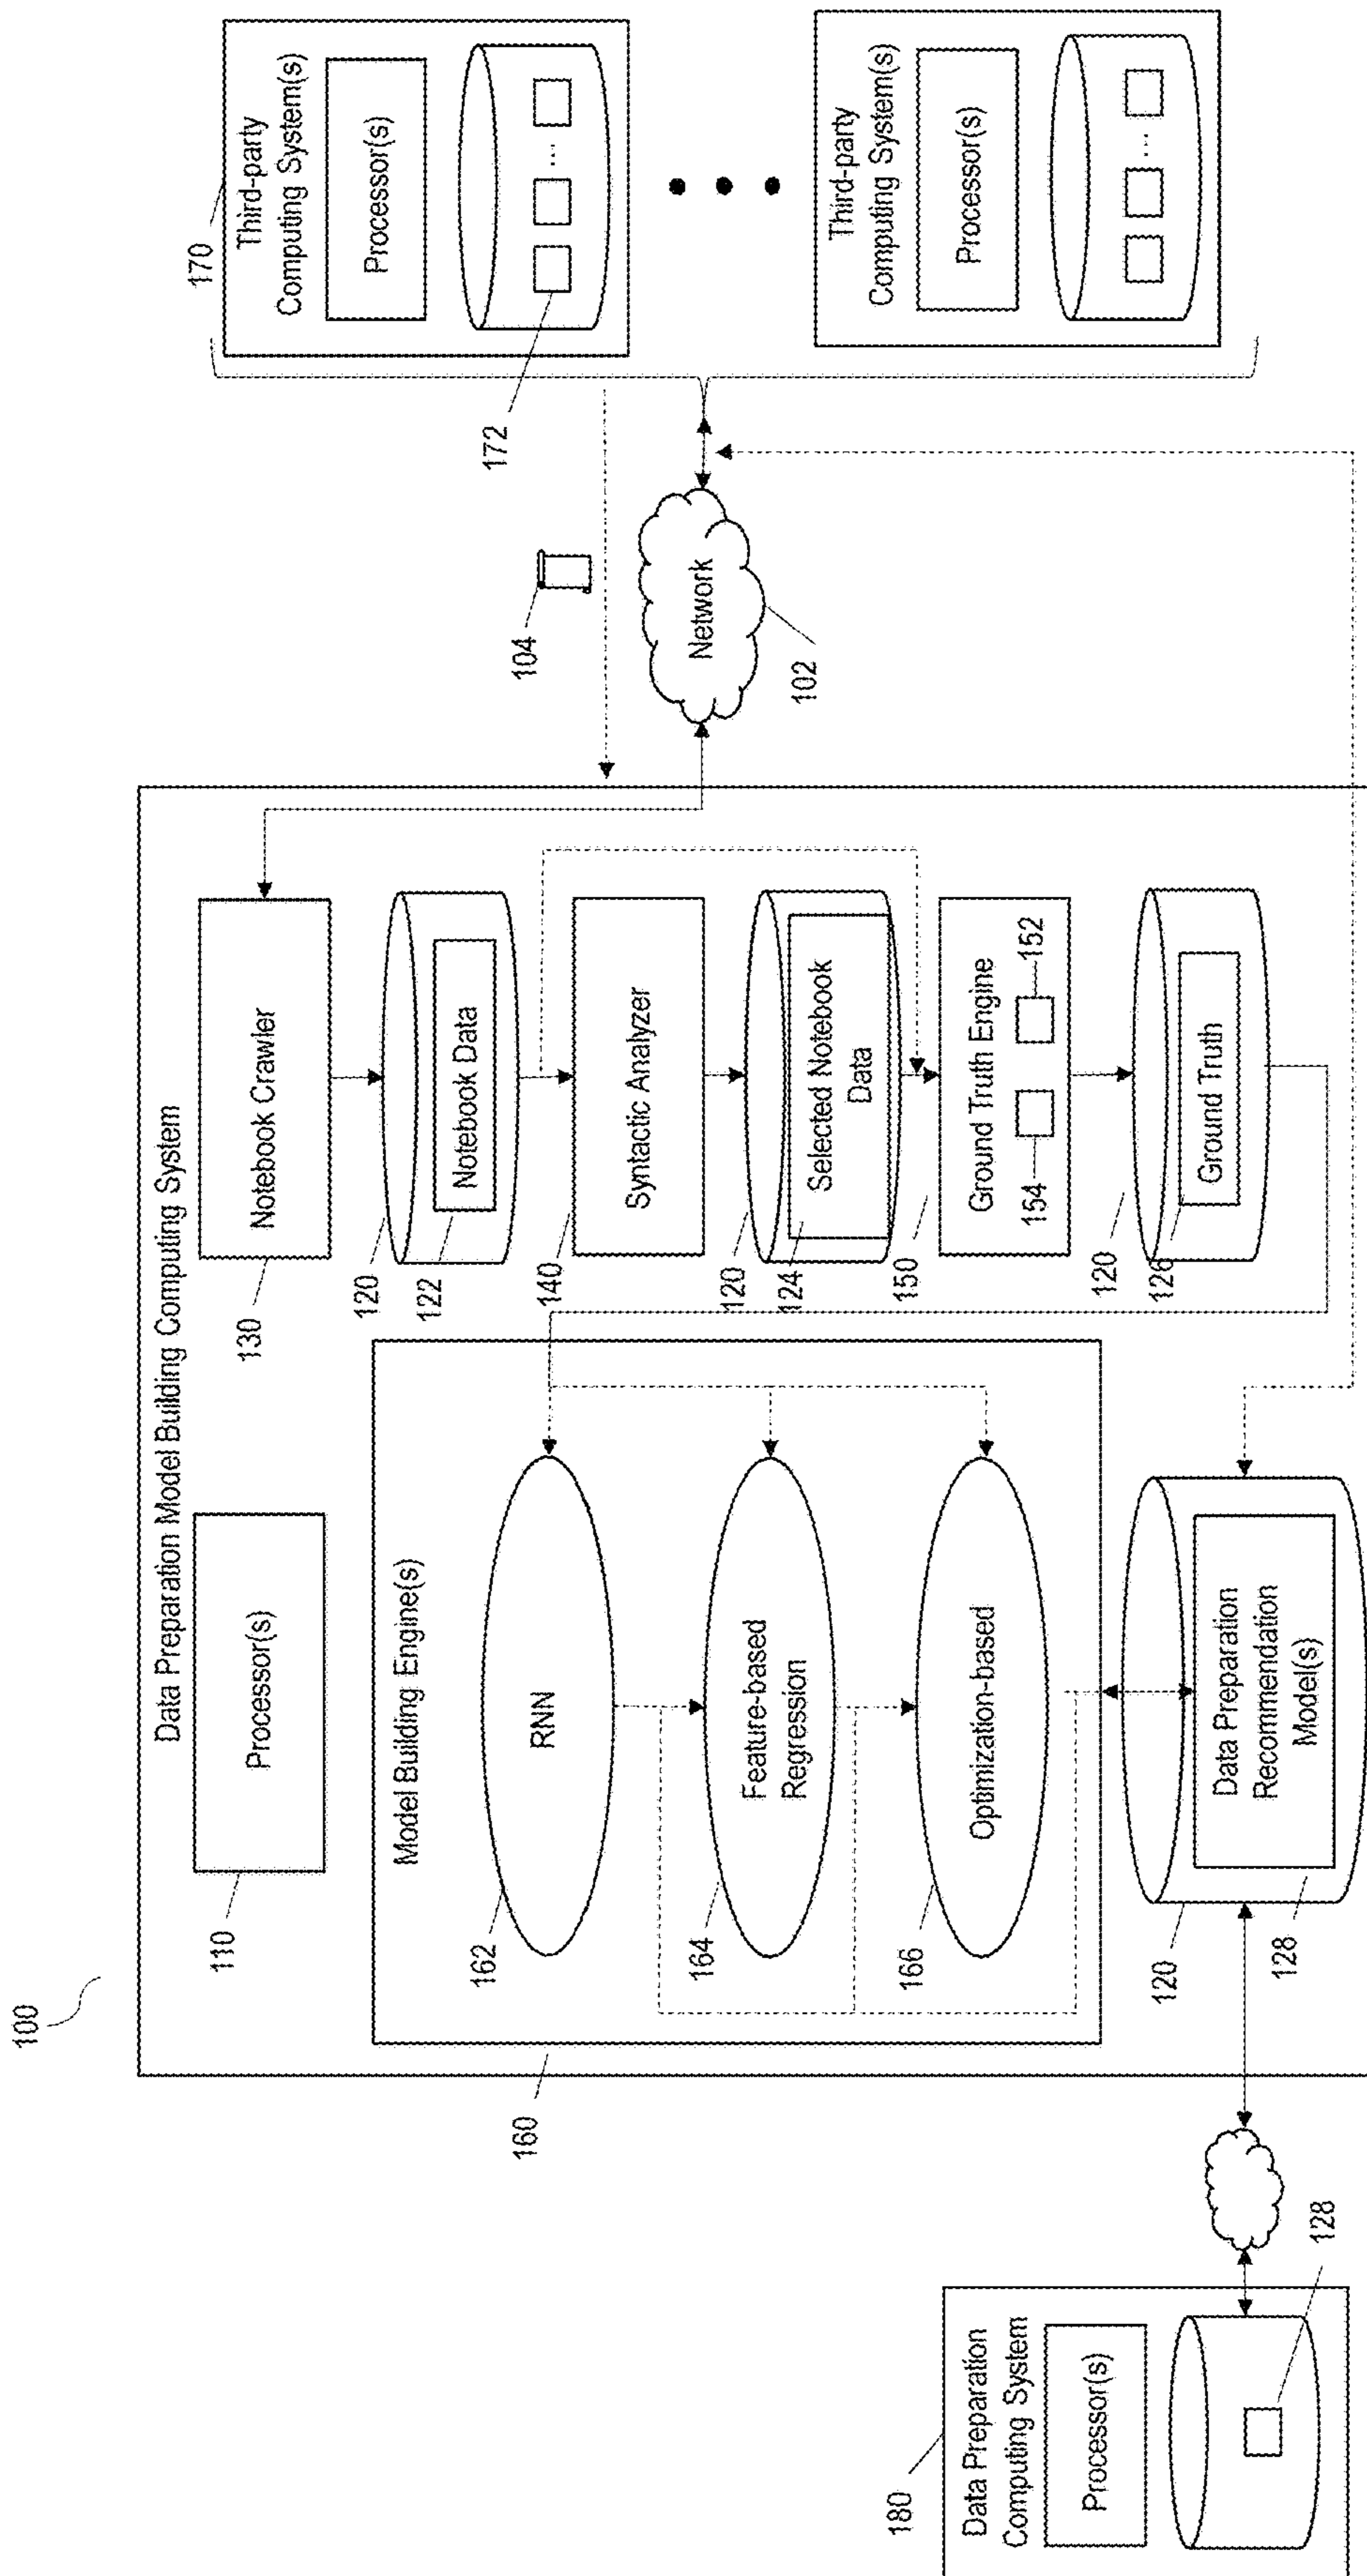 100
Data Preparation Model Building Computing System
110
Processor(s)
130
Notebook Crawler
160
Model Building Engine(s)
162
RNN
164
Feature-based
Regression
166
Optimization-based
120
122
Notebook Data
140
Syntactic Analyzer
120
124
Selected Notebook
Data
150
Ground Truth Engine
154
152
120
126
Ground Truth
120
128
Data Preparation
Recommendation
Model(s)
104
Network
102
170
Third-party
Computing System(s)
Processor(s)
172
....
Third-party
Computing System(s)
Processor(s)
....
180
Data Preparation
Computing System
Processor(s)
128